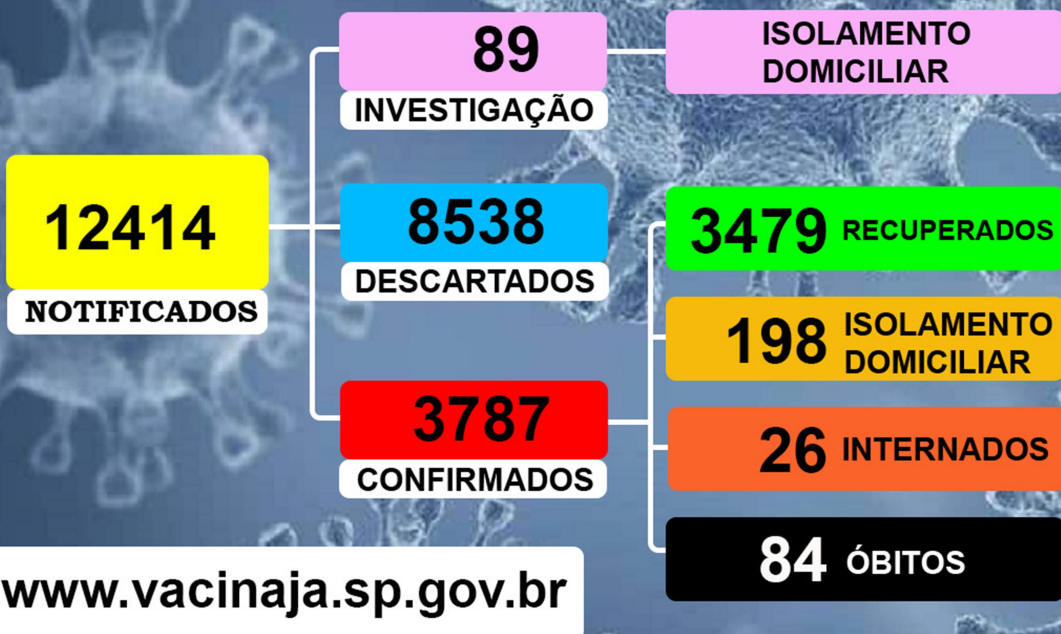 12414
NOTIFICADOS
89
INVESTIGAÇÃO
ISOLAMENTO
DOMICILIAR
8538
DESCARTADOS
3787
CONFIRMADOS
3479 RECUPERADOS
198 ISOLAMENTO
DOMICILIAR
26 INTERNADOS
84 ÓBITOS
www.vacinaja.sp.gov.br